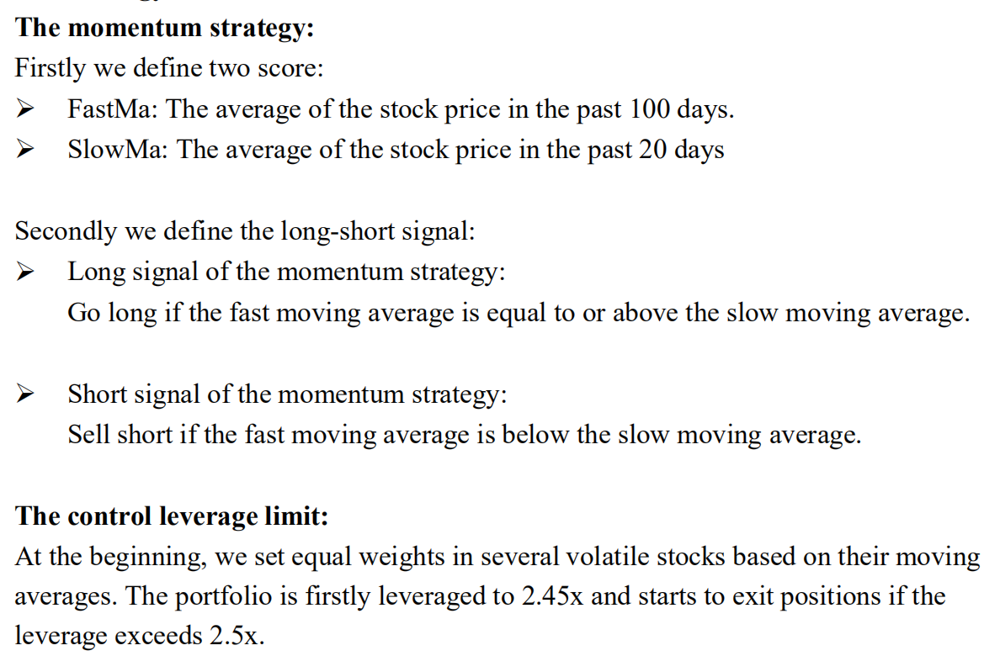 The momentum strategy:
Firstly we define two score:
➢ FastMa: The average of the stock price in the past 100 days.
➢ SlowMa: The average of the stock price in the past 20 days
Secondly we define the long-short signal:
➢ Long signal of the momentum strategy:
Go long if the fast moving average is equal to or above the slow moving average.
➢ Short signal of the momentum strategy:
Sell short if the fast moving average is below the slow moving average.
The control leverage limit:
At the beginning, we set equal weights in several volatile stocks based on their moving
averages. The portfolio is firstly leveraged to 2.45x and starts to exit positions if the
leverage exceeds 2.5x.